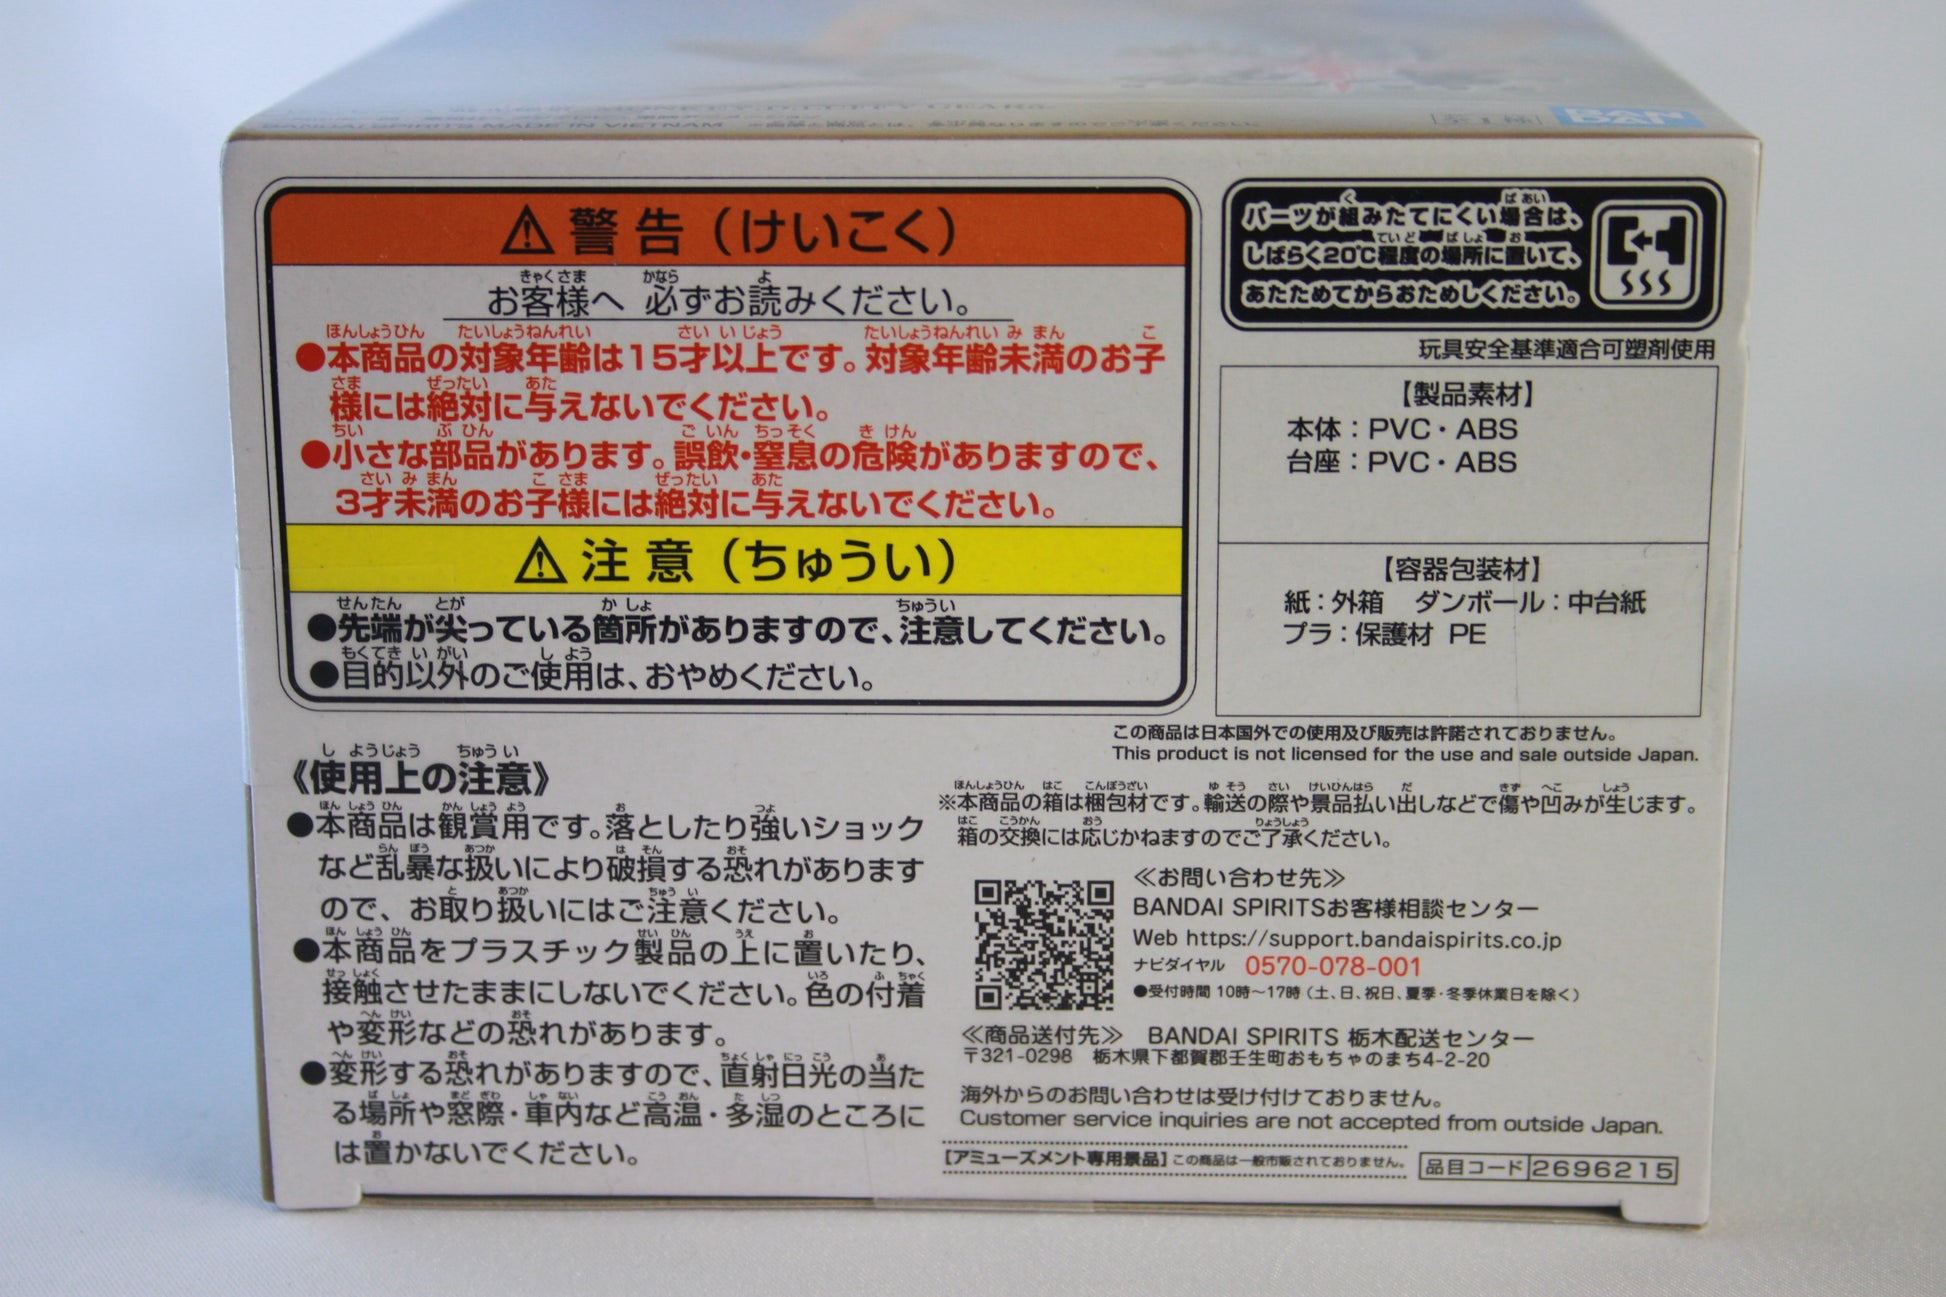 MONKEY.D.LUFFY GEAR5
BANDAI SPIRITS MADE IN VIETNAM
全1種
BAN
DAI
⚠警告（けいこく）
お客様へ 必ずお読みください。
●本商品の対象年齢は15才以上です。対象年齢未満のお子
様には絶対に与えないでください。
●小さな部品があります。誤飲・窒息の危険がありますので、
3才未満のお子様には絶対に与えないでください。
⚠注意（ちゅうい）
●先端が尖っている箇所がありますので、注意してください。
●目的以外のご使用は、おやめください。
《使用上の注意》
●本商品は観賞用です。落としたり強いショック
など乱暴な扱いにより破損する恐れがあります
ので、お取り扱いにはご注意ください。
●本商品をプラスチック製品の上に置いたり、
接触させたままにしないでください。色の付着
や変形などの恐れがあります。
●変形する恐れがありますので、直射日光の当た
る場所や窓際・車内など高温・多湿のところに
は置かないでください。
パーツが組みたてにくい場合は、
しばらく20℃程度の場所に置いて、
あたためてからおためしください。
玩具安全基準適合可塑剤使用
【製品素材】
本体：PVC・ABS
台座：PVC・ABS
【容器包装材】
紙：外箱 ダンボール：中台紙
プラ：保護材 PE
この商品は日本国外での使用及び販売は許諾されておりません。
This product is not licensed for the use and sale outside Japan.
※本商品の箱は梱包材です。輸送の際や景品払い出しなどで傷や凹みが生じます。
箱の交換には応じかねますのでご了承ください。
≪お問い合わせ先≫
BANDAI SPIRITSお客様相談センター
Web https://support.bandaispirits.co.jp
ナビダイヤル 0570-078-001
●受付時間 10時～17時（土、日、祝日、夏季・冬季休業日を除く）
≪商品送付先≫ BANDAI SPIRITS 栃木配送センター
〒321-0298 栃木県下都賀郡壬生町おもちゃのまち4-2-20
海外からのお問い合わせは受け付けておりません。
Customer service inquiries are not accepted from outside Japan.
【アミューズメント専用景品】この商品は一般市販されておりません。
品目コード 2696215